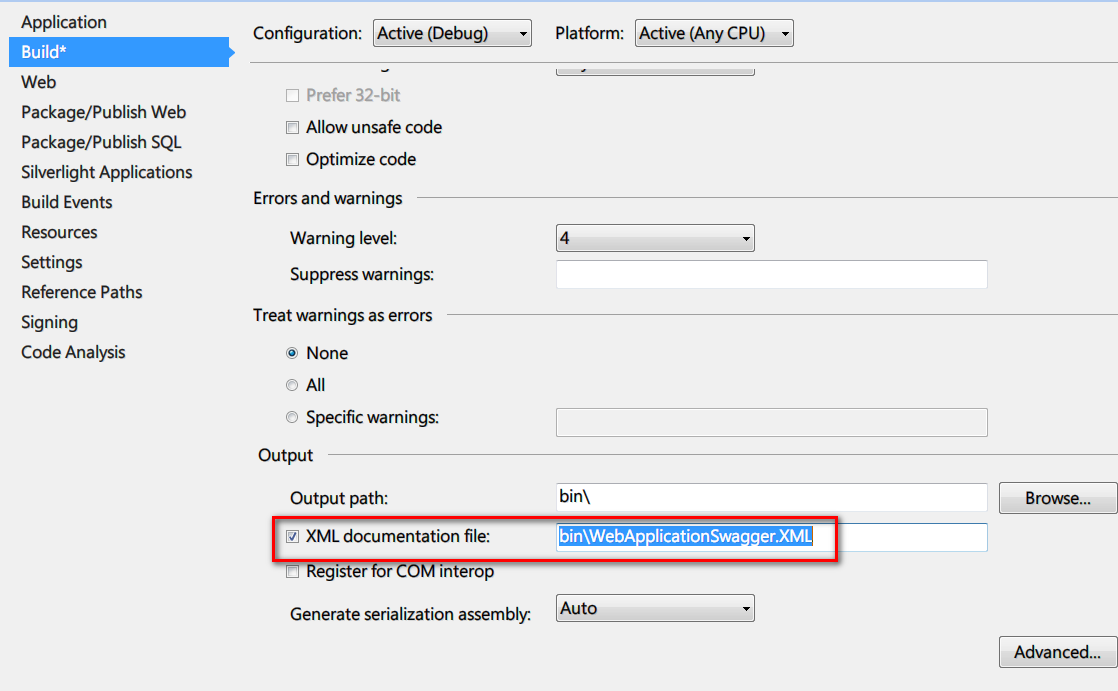 Application
Build*
Web
Package/Publish Web
Package/Publish SQL
Silverlight Applications
Build Events
Resources
Settings
Reference Paths
Signing
Code Analysis
Configuration: Active (Debug) Platform: Active (Any CPU)
Prefer 32-bit
Allow unsafe code
Optimize code
Errors and warnings
Warning level: 4
Suppress warnings:
Treat warnings as errors
None
All
Specific warnings:
Output
Output path: bin\ Browse...
XML documentation file: bin\WebApplicationSwagger.XML
Register for COM interop
Generate serialization assembly: Auto
Advanced...